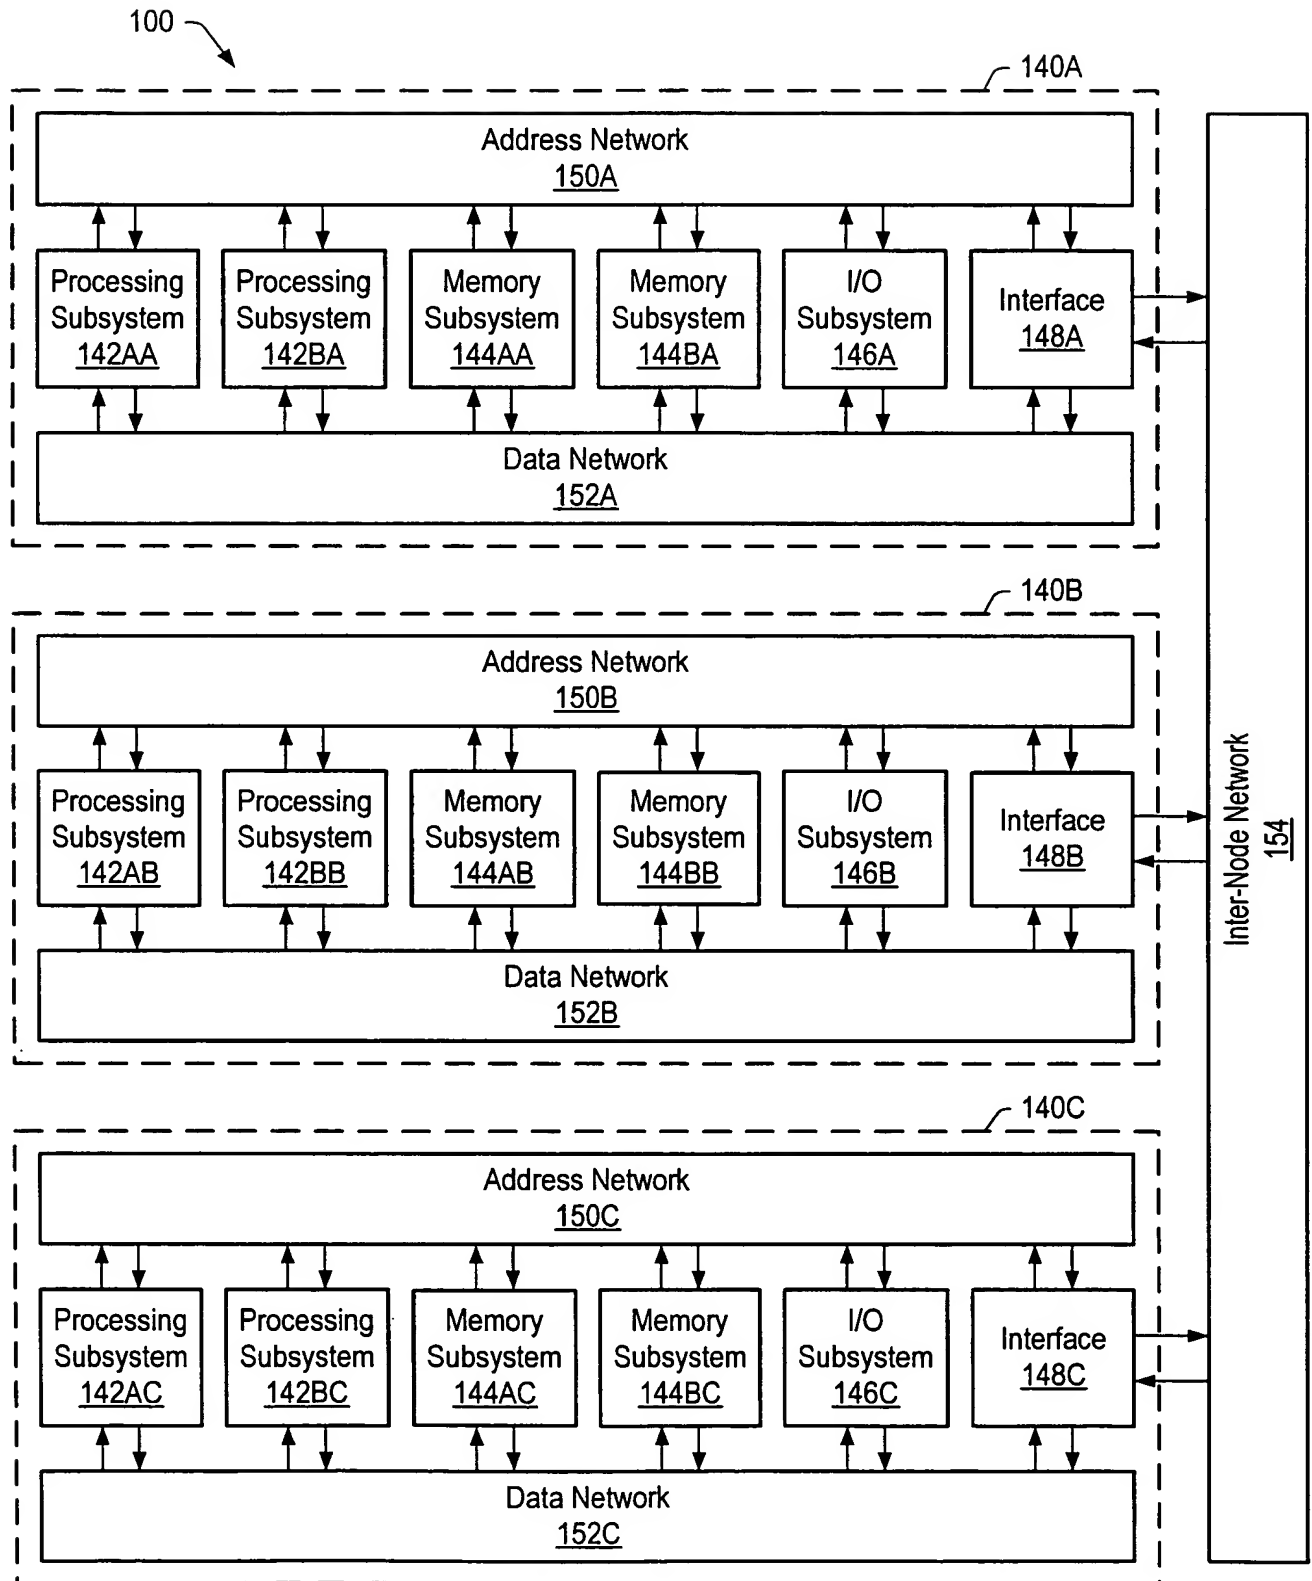 100
140A
Address Network
150A
Processing
Subsystem
142AA
Processing
Subsystem
142BA
Memory
Subsystem
144AA
Memory
Subsystem
144BA
I/O
Subsystem
146A
Interface
148A
Data Network
152A
140B
Address Network
150B
Processing
Subsystem
142AB
Processing
Subsystem
142BB
Memory
Subsystem
144AB
Memory
Subsystem
144BB
I/O
Subsystem
146B
Interface
148B
Data Network
152B
140C
Address Network
150C
Processing
Subsystem
142AC
Processing
Subsystem
142BC
Memory
Subsystem
144AC
Memory
Subsystem
144BC
I/O
Subsystem
146C
Interface
148C
Data Network
152C
Inter-Node Network
154